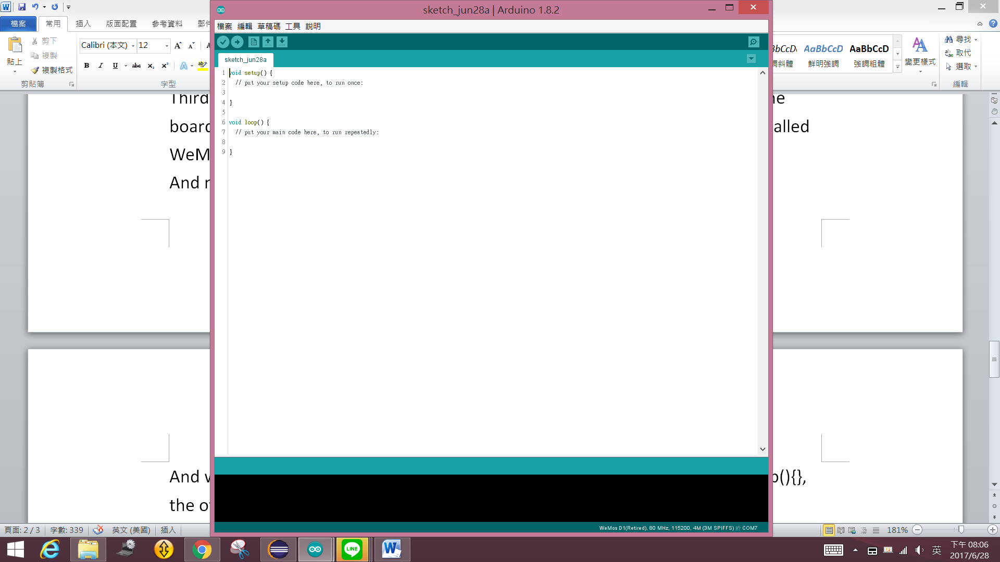 sketch_jun28a | Arduino 1.8.2
檔案 編輯 草稿碼 工具 說明
sketch_jun28a
1 void setup() {
2 // put your setup code here, to run once:
3
4 }
5
6 void loop() {
7 // put your main code here, to run repeatedly:
8
9 }
WeMos D1(Retired), 80 MHz, 115200, 4M (3M SPIFFS) 於 COM7
檔案 常用 插入 版面配置 參考資料 郵件
貼上
剪下
複製
複製格式
剪貼簿
Calibri (本文) 12
B I U abc x₂ x²
字型
AaBbCcD AaBbCcD
調斜體 鮮明強調 強調粗體
變更樣式
尋找
取代
選取
編輯
Third
board
alled
WeM
And
And
p(){},
the
頁面: 2 / 3 字數: 339 英文 (美國) 插入
181%
LINE
英
下午 08:06
2017/6/28